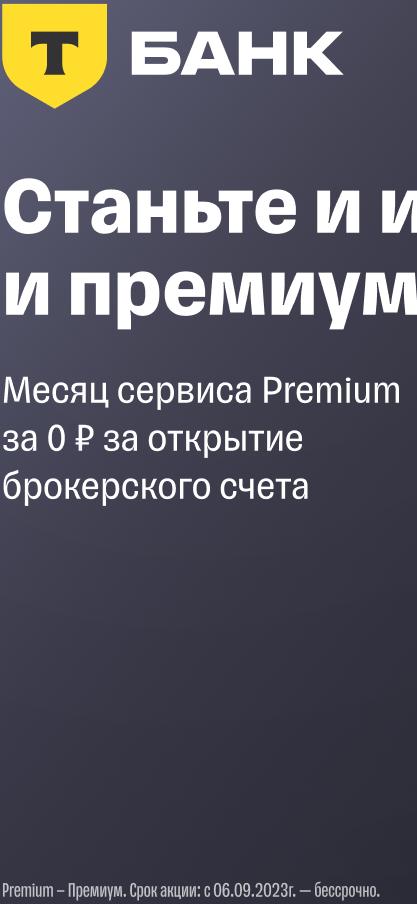 Т БАНК
Станьте и и
и премиум
Месяц сервиса Premium
за 0 ₽ за открытие
брокерского счета
Premium – Премиум. Срок акции: с 06.09.2023г. — бессрочно.